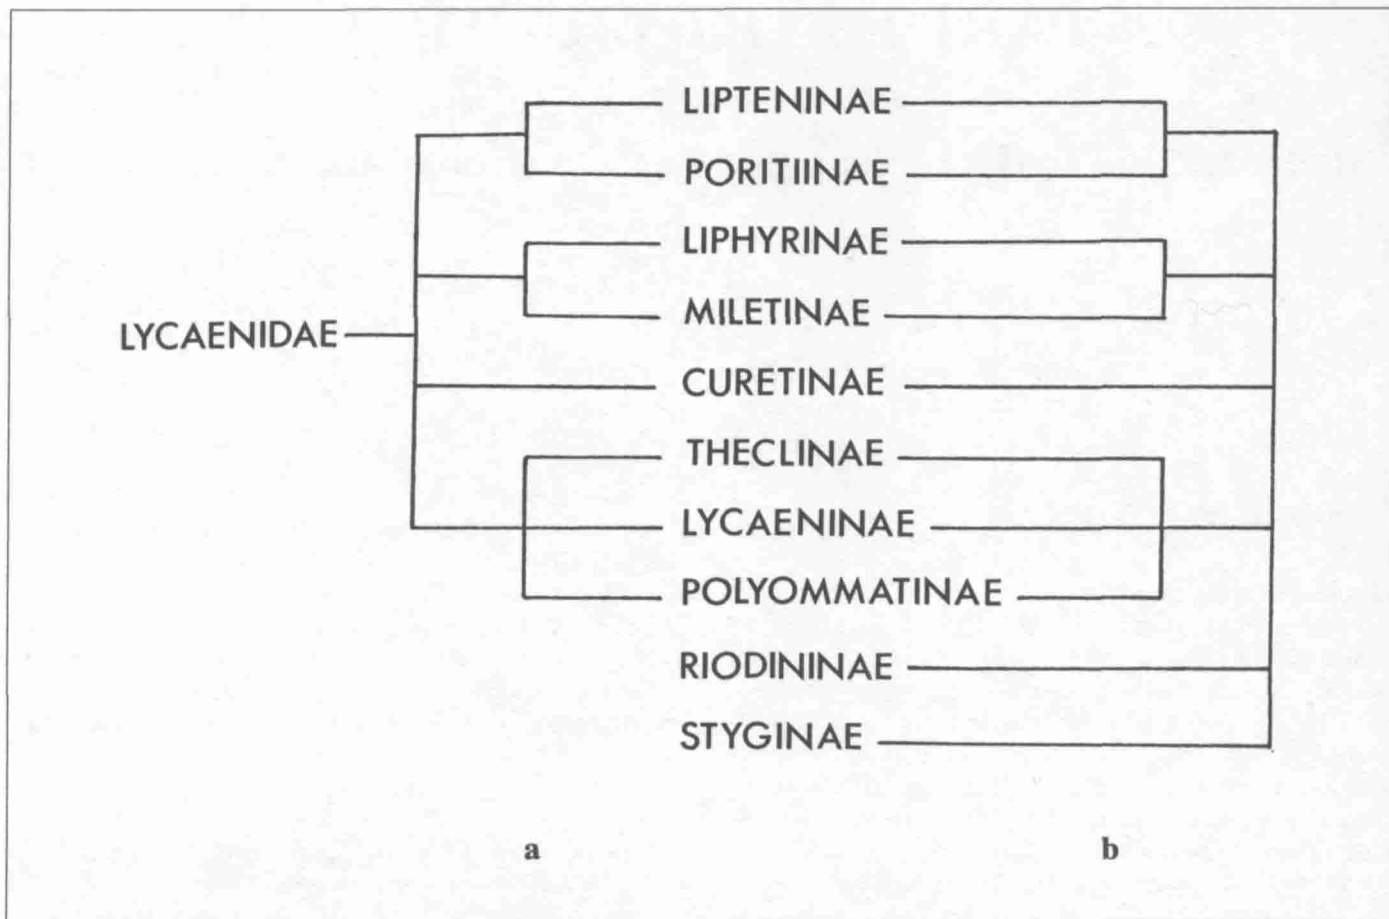 LIPTENINAE
PORITIINAE
LIPHYRINAE
MILETINAE
LYCAENIDAE
CURETINAE
THECLINAE
LYCAENINAE
POLYOMMATINAE
RIODININAE
STYGINAE
a b